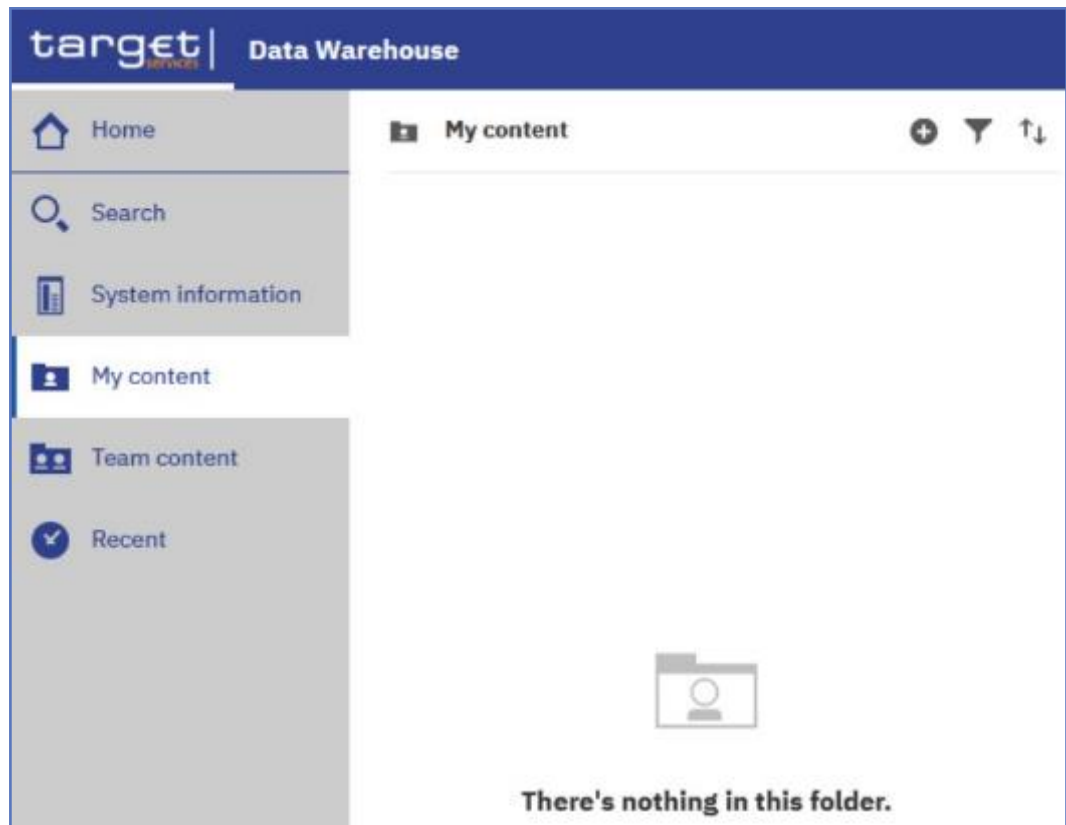 target| Data Warehouse
services
Home
My content
Search
System information
My content
Team content
Recent
There's nothing in this folder.